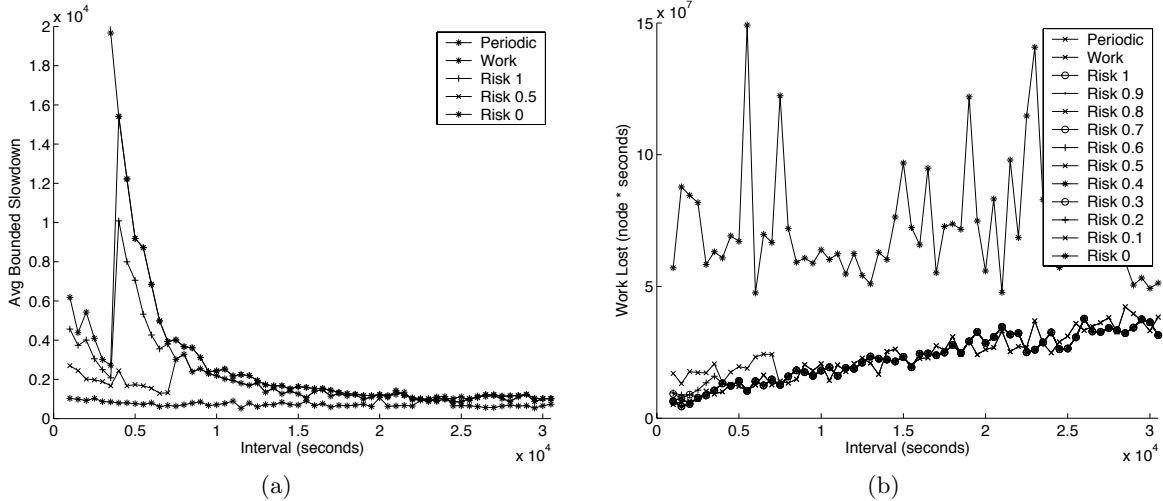 x 10^4
2
1.8
1.6
1.4
1.2
1
0.8
0.6
0.4
0.2
0
Avg Bounded Slowdown
Periodic
Work
Risk 1
Risk 0.5
Risk 0
0 0.5 1 1.5 2 2.5 3
Interval (seconds)
x 10^4
(a)
x 10^7
15
10
5
0
Work Lost (node * seconds)
Periodic
Work
Risk 1
Risk 0.9
Risk 0.8
Risk 0.7
Risk 0.6
Risk 0.5
Risk 0.4
Risk 0.3
Risk 0.2
Risk 0.1
Risk 0
0 0.5 1 1.5 2 2.5 3
Interval (seconds)
x 10^4
(b)